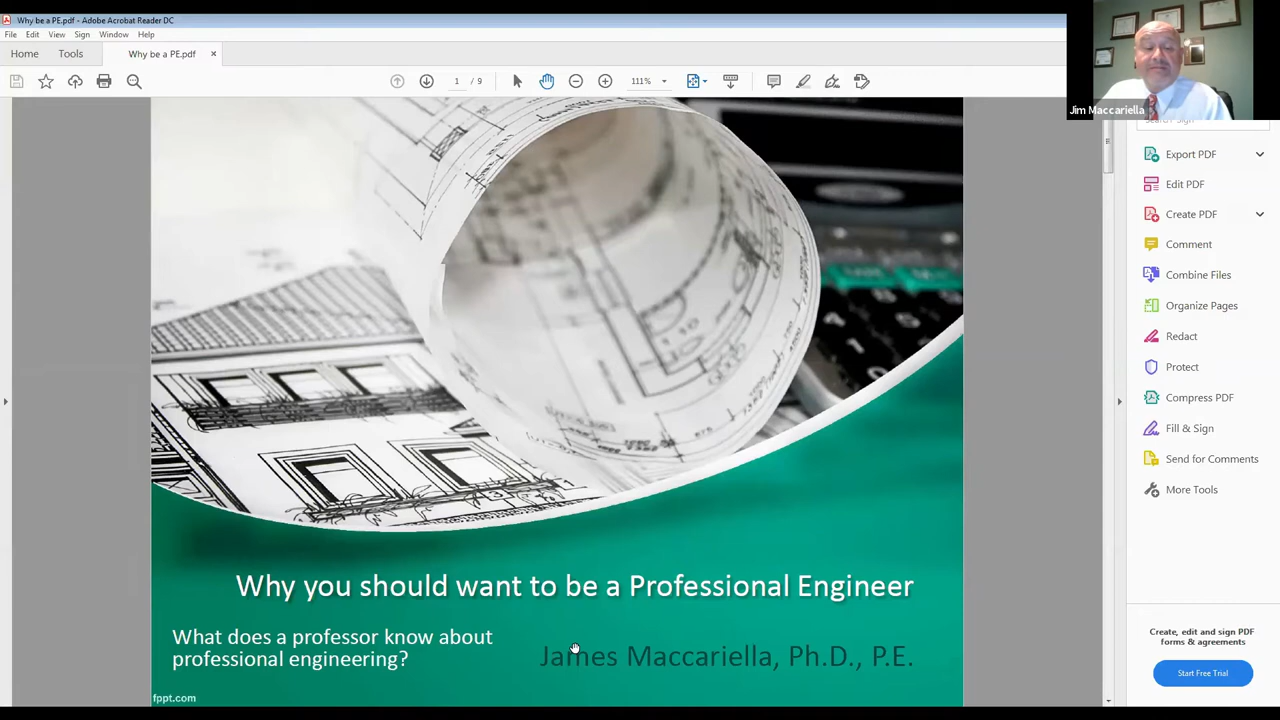 Why be a PE.pdf - Adobe Acrobat Reader DC
File Edit View Sign Window Help
Home Tools Why be a PE.pdf ×
1 / 9 111%
Jim Maccariella
Export PDF
Edit PDF
Create PDF
Comment
Combine Files
Organize Pages
Redact
Protect
Compress PDF
Fill & Sign
Send for Comments
More Tools
Create, edit and sign PDF
forms & agreements
Start Free Trial
Why you should want to be a Professional Engineer
What does a professor know about
professional engineering?
James Maccariella, Ph.D., P.E.
fppt.com